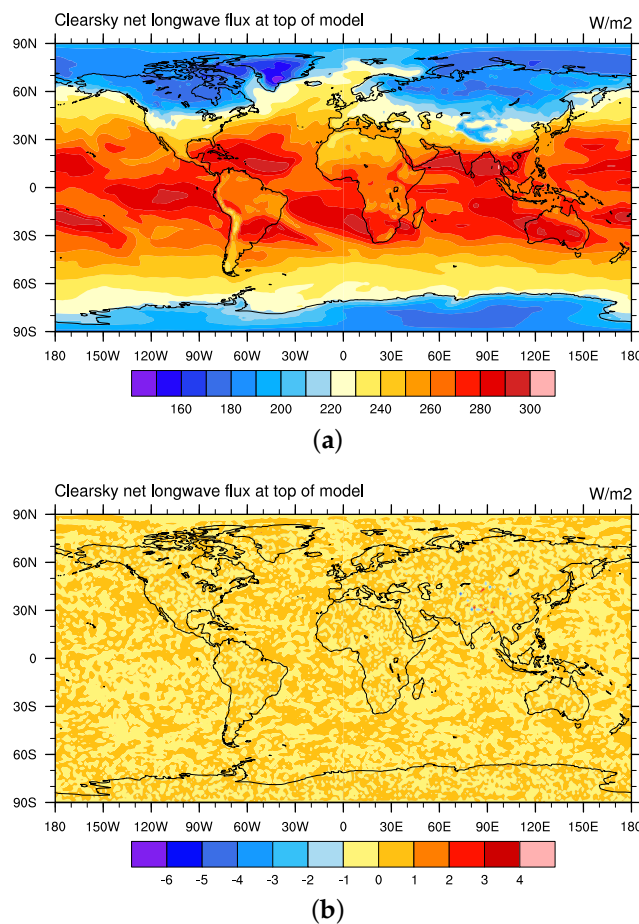 Clearsky net longwave flux at top of model W/m2
90N
60N
30N
0
30S
60S
90S
180 150W 120W 90W 60W 30W 0 30E 60E 90E 120E 150E 180
160 180 200 220 240 260 280 300
(a)
Clearsky net longwave flux at top of model W/m2
90N
60N
30N
0
30S
60S
90S
180 150W 120W 90W 60W 30W 0 30E 60E 90E 120E 150E 180
-6 -5 -4 -3 -2 -1 0 1 2 3 4
(b)